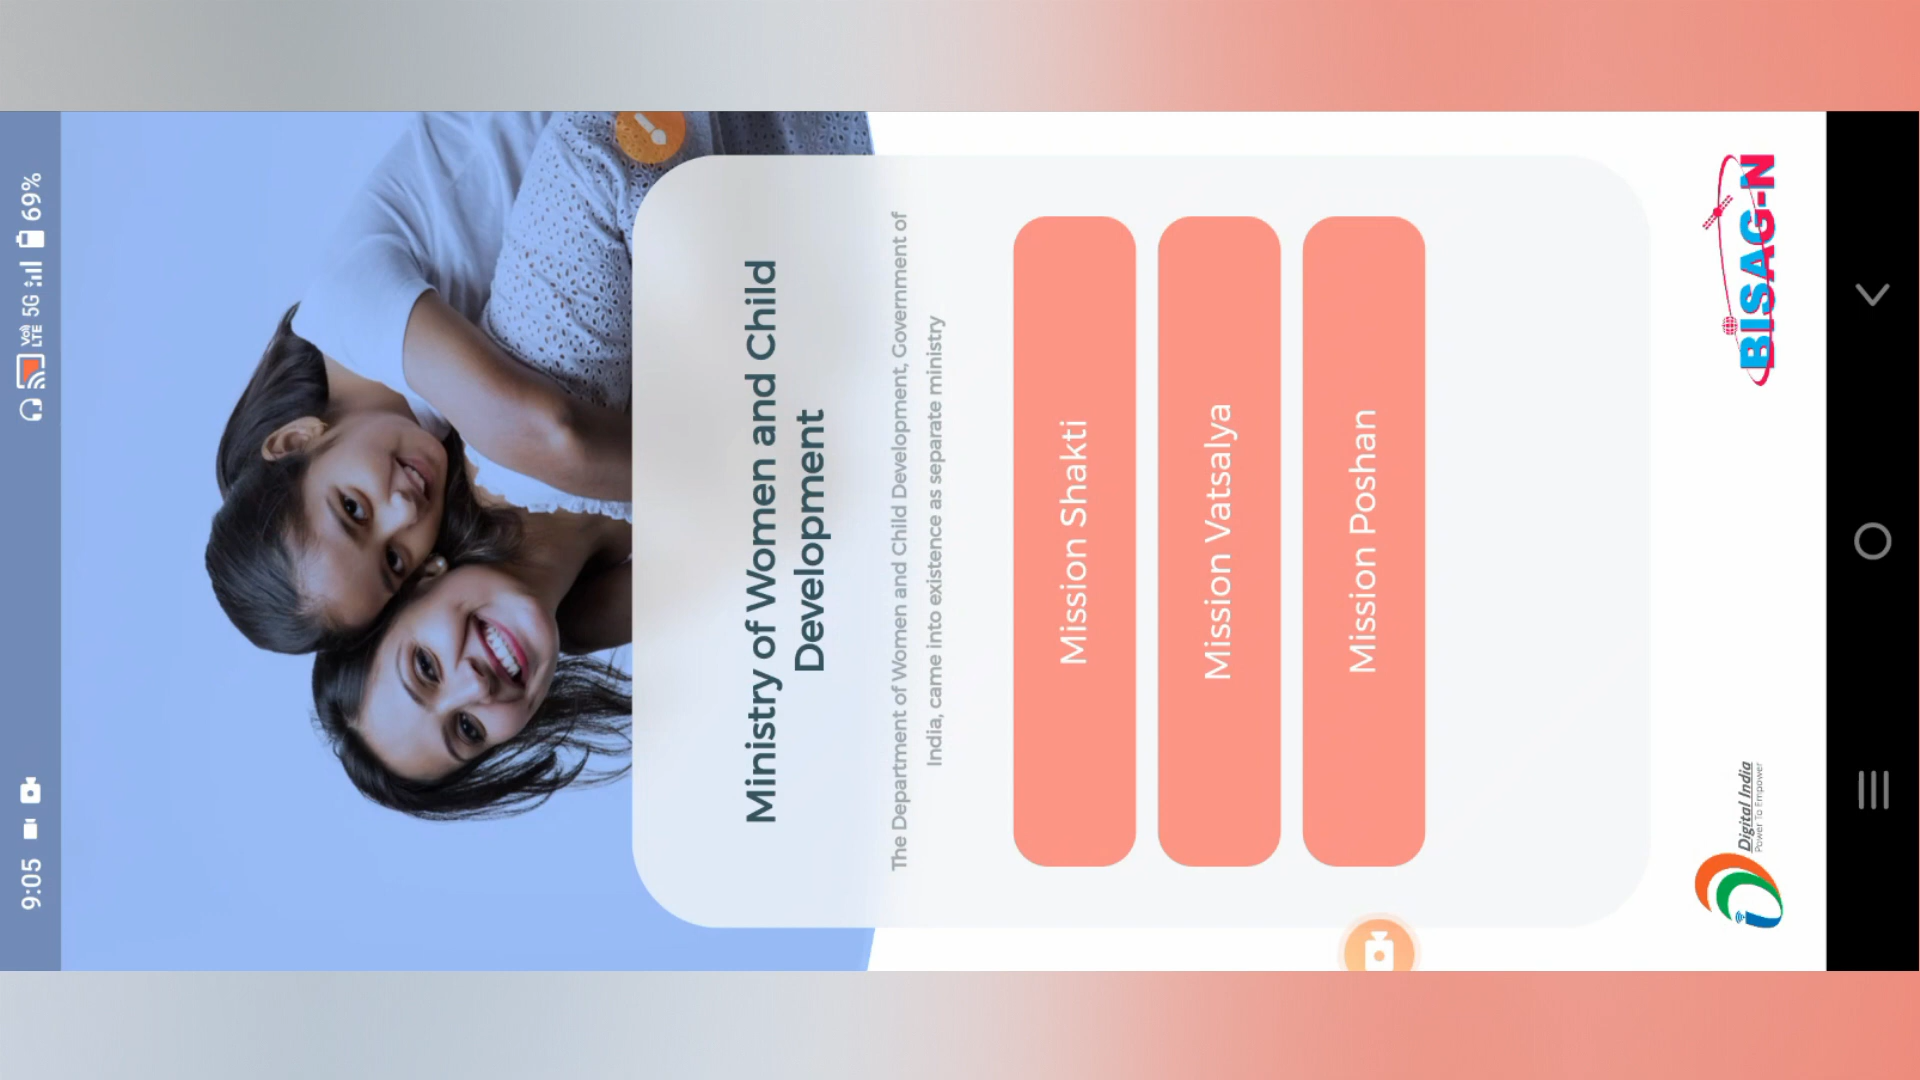 9:05
VoLTE 5G 69%
Ministry of Women and Child
Development
The Department of Women and Child Development, Government of
India, came into existence as separate ministry
Mission Shakti
Mission Vatsalya
Mission Poshan
Digital India
Power To Empower
BISAG-N